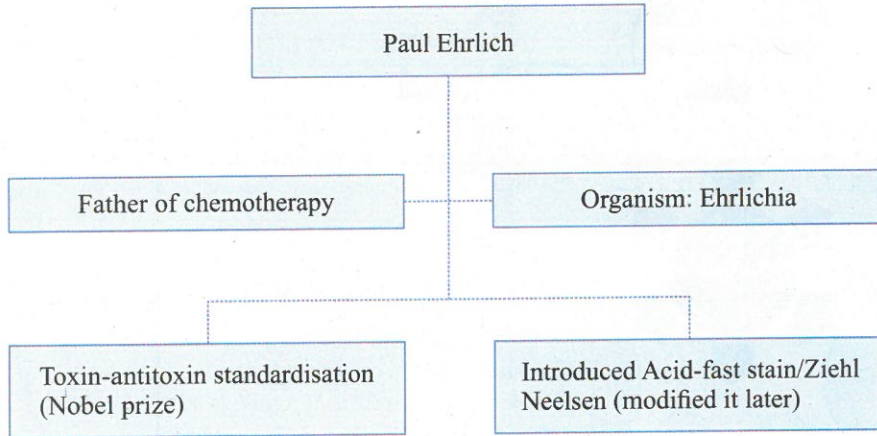 Paul Ehrlich
Father of chemotherapy
Organism: Ehrlichia
Toxin-antitoxin standardisation
(Nobel prize)
Introduced Acid-fast stain/Ziehl
Neelsen (modified it later)